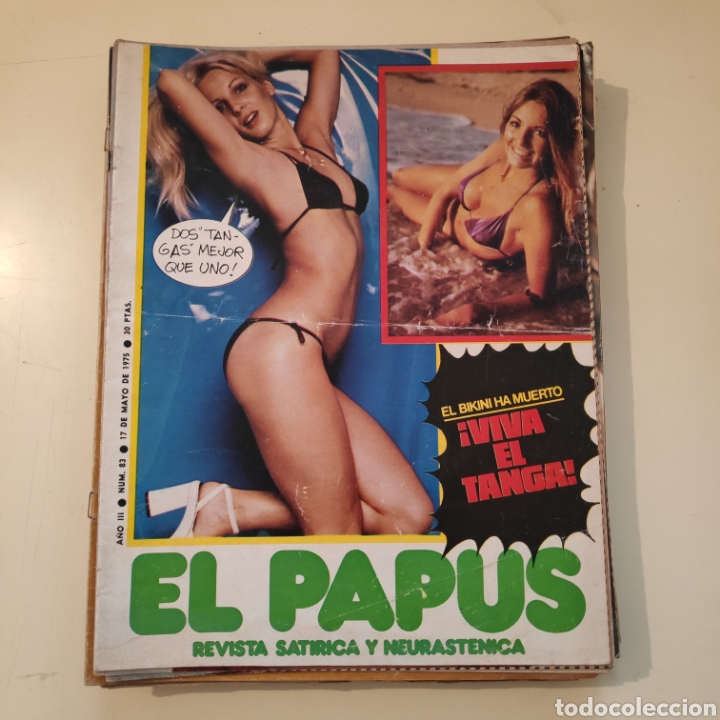 DOS "TAN-
GAS" MEJOR
QUE UNO!
AÑO III ● NUM. 83 ● 17 DE MAYO DE 1975 ● 30 PTAS.
EL BIKINI HA MUERTO
¡VIVA
EL
TANGA!
EL PAPUS
REVISTA SATIRICA Y NEURASTENICA
todocoleccion